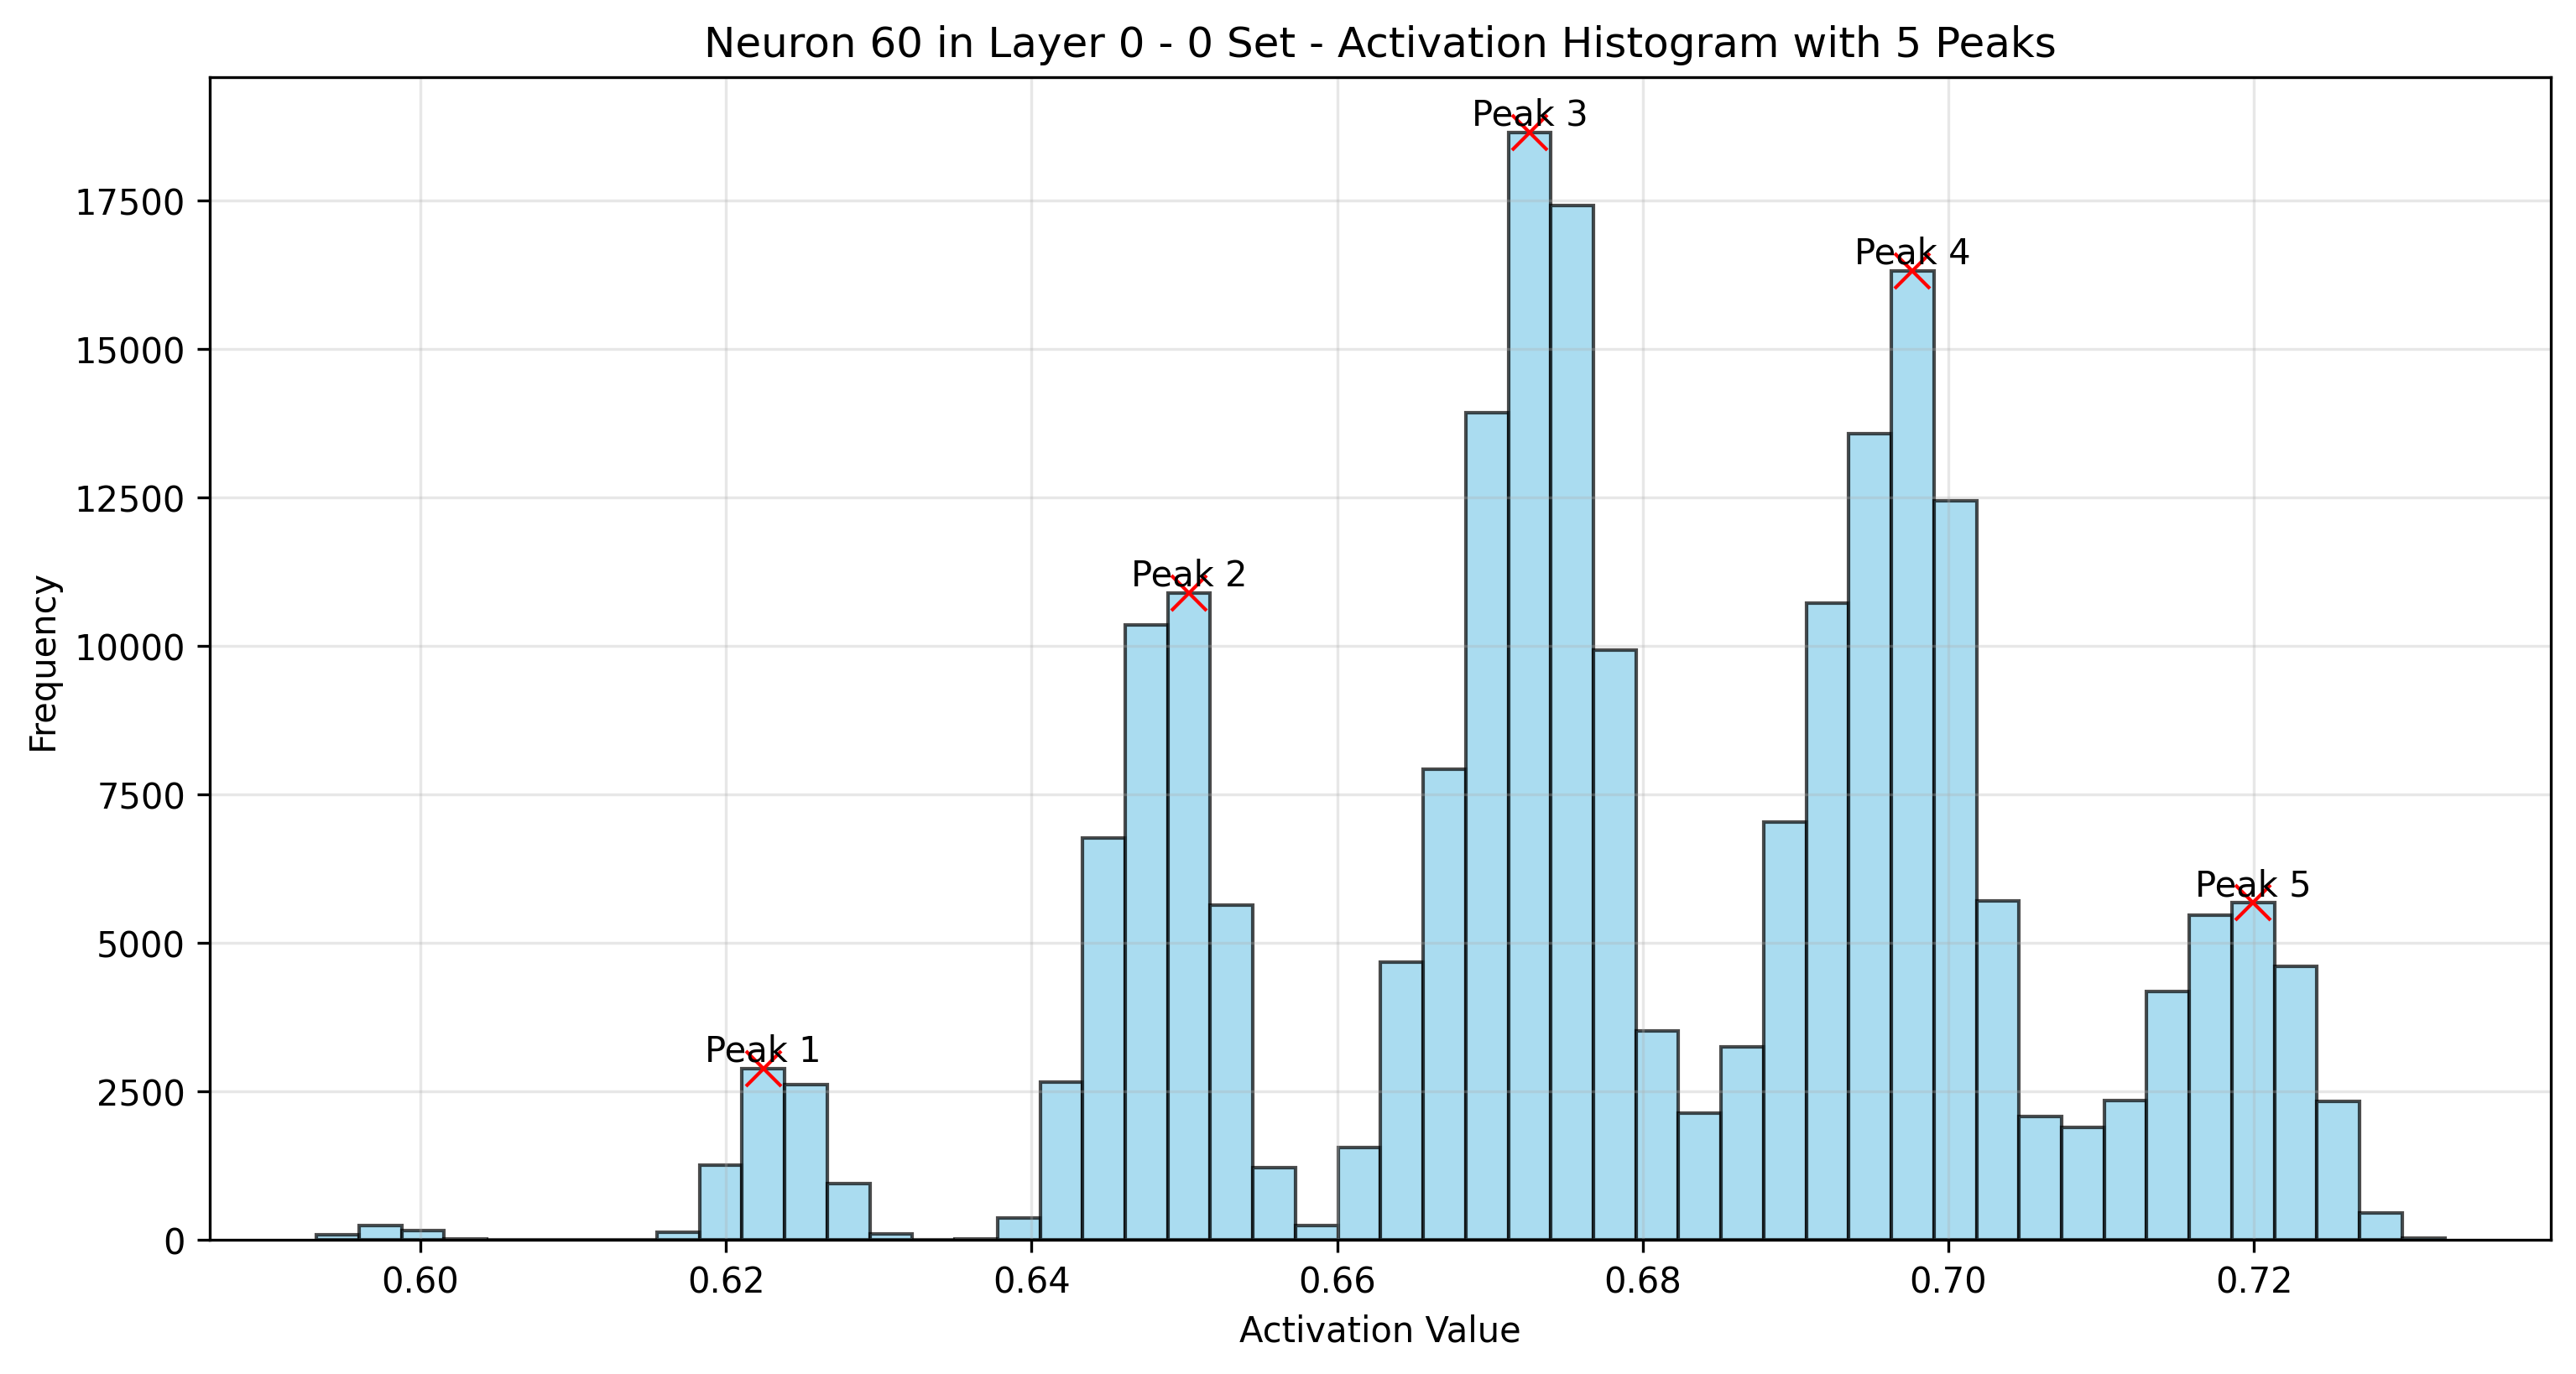 Neuron 60 in Layer 0 - 0 Set - Activation Histogram with 5 Peaks
Peak 3
17500
Peak 4
15000
12500
Peak 2
10000
Frequency
7500
Peak 5
5000
Peak 1
2500
0
0.60 0.62 0.64 0.66 0.68 0.70 0.72
Activation Value